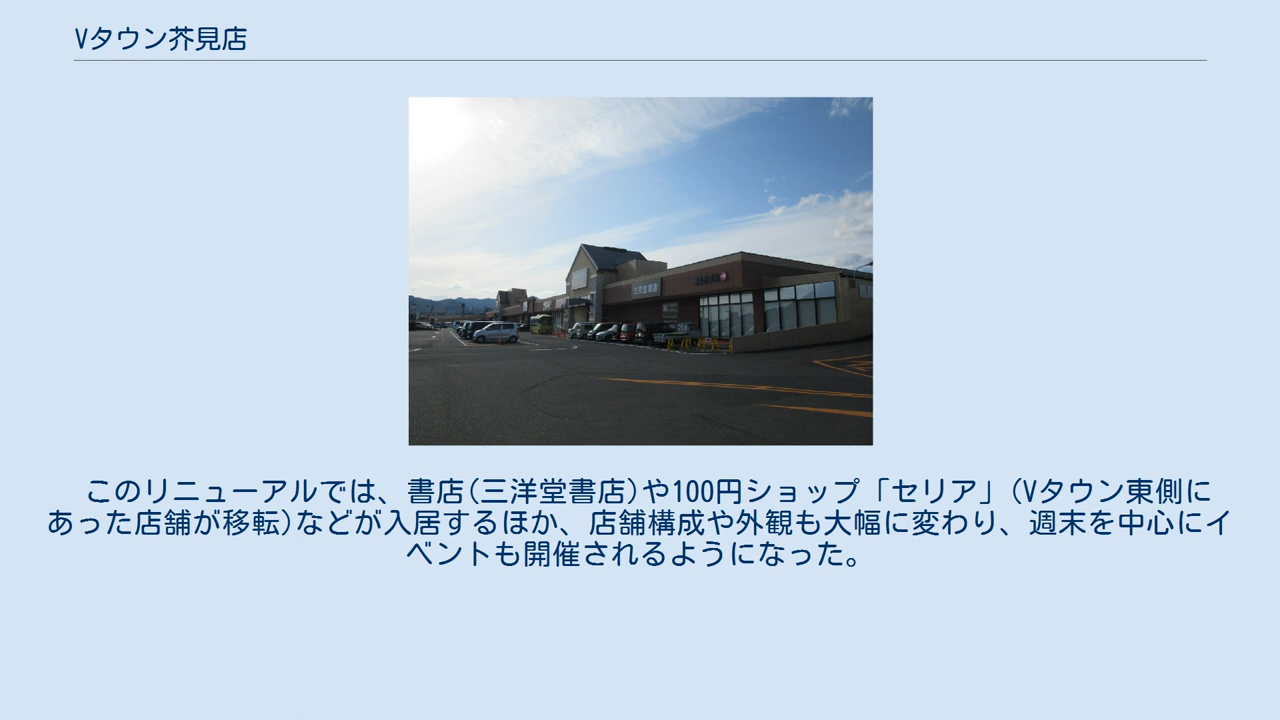 Vタウン芥見店
三洋堂書店
このリニューアルでは、書店(三洋堂書店)や100円ショップ「セリア」(Vタウン東側に
あった店舗が移転)などが入居するほか、店舗構成や外観も大幅に変わり、週末を中心にイ
ベントも開催されるようになった。